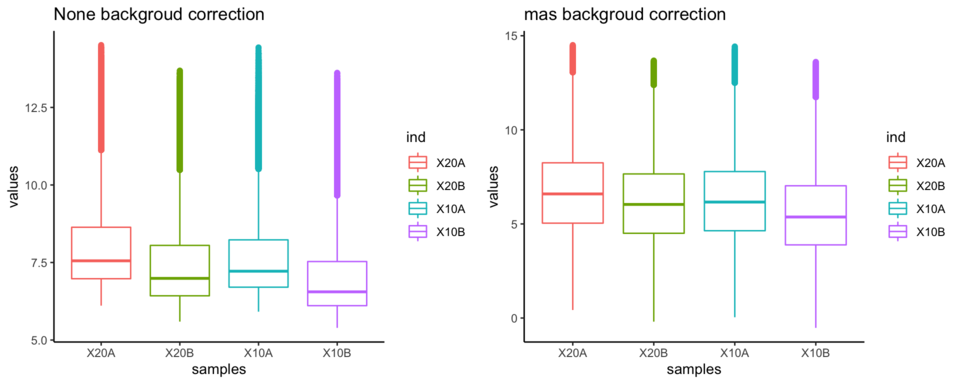 None backgroud correction
values
12.5
10.0
7.5
5.0
X20A X20B X10A X10B
samples
ind
X20A
X20B
X10A
X10B
mas backgroud correction
values
15
10
5
0
X20A X20B X10A X10B
samples
ind
X20A
X20B
X10A
X10B